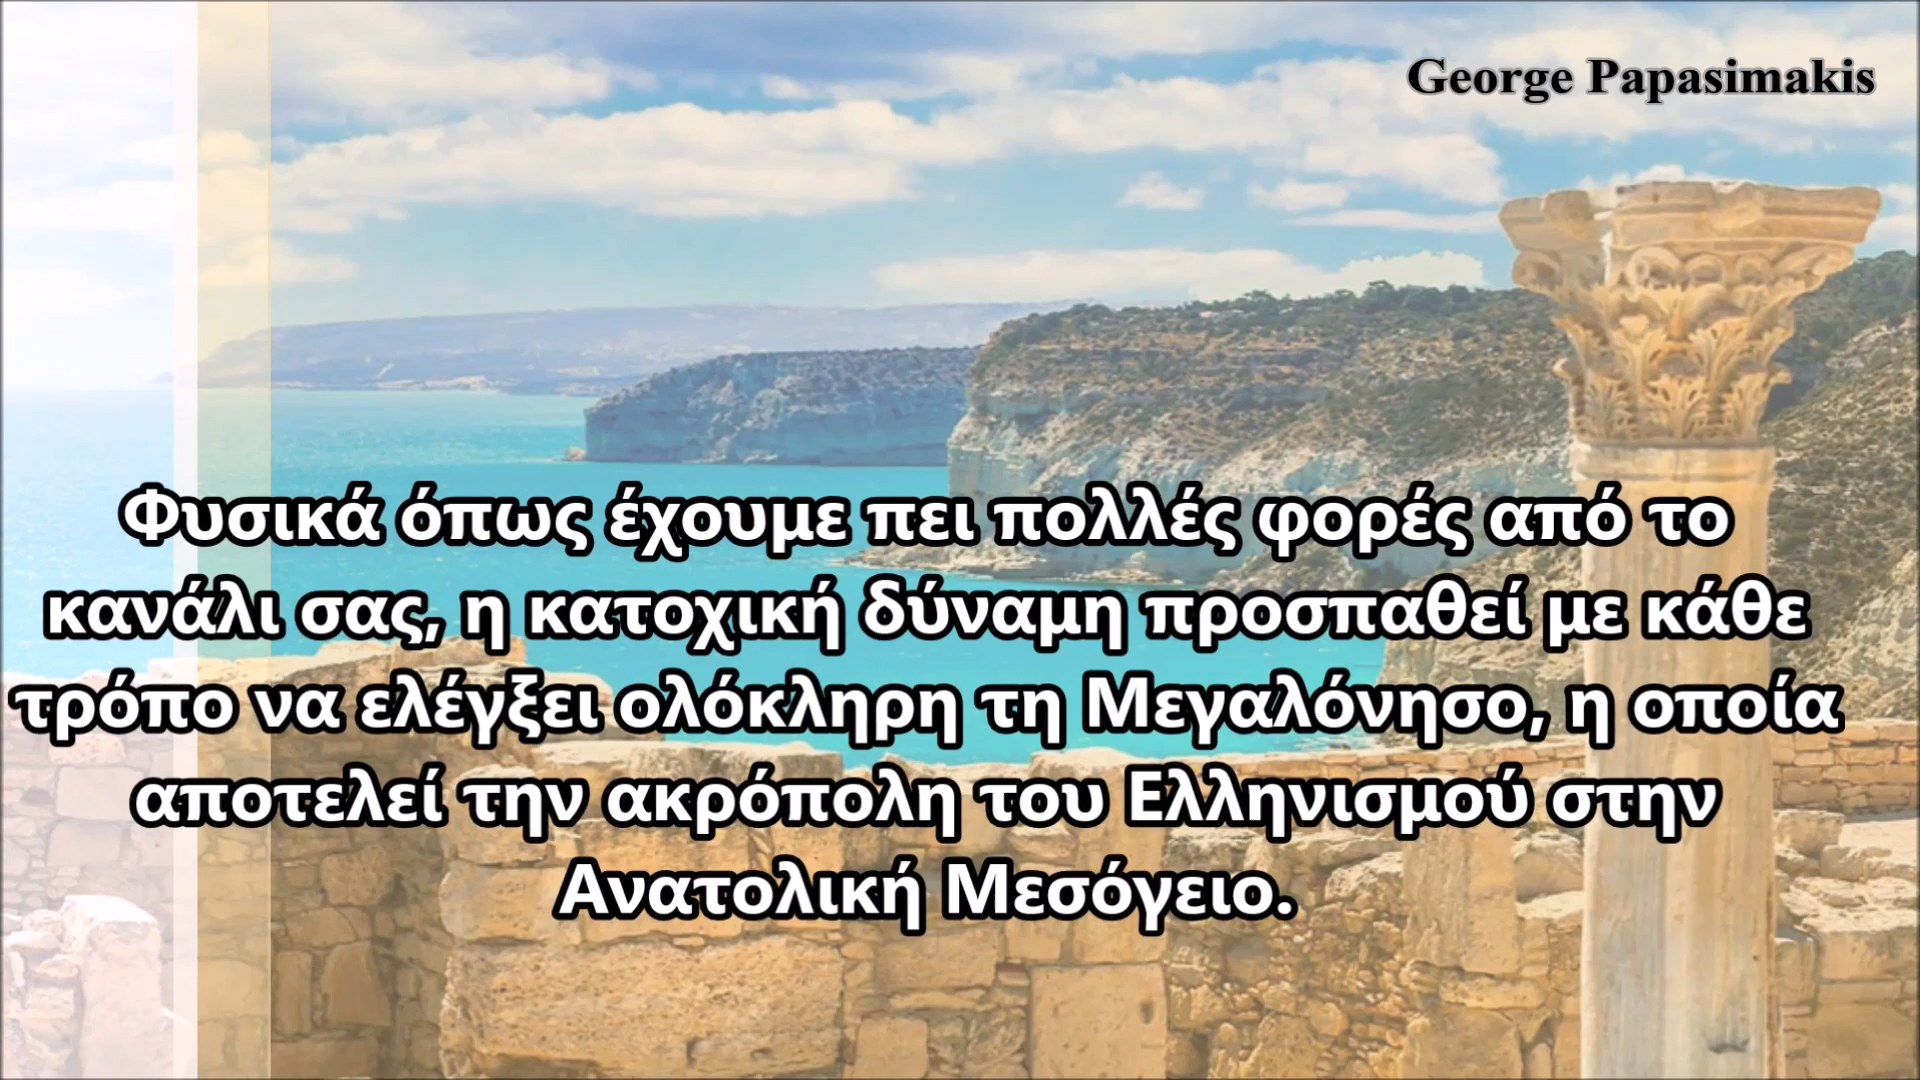 George Papasimakis
Φυσικά όπως έχουμε πει πολλές φορές από το
κανάλι σας, η κατοχική δύναμη προσπαθεί με κάθε
τρόπο να ελέγξει ολόκληρη τη Μεγαλόνησο, η οποία
αποτελεί την ακρόπολη του Ελληνισμού στην
Ανατολική Μεσόγειο.